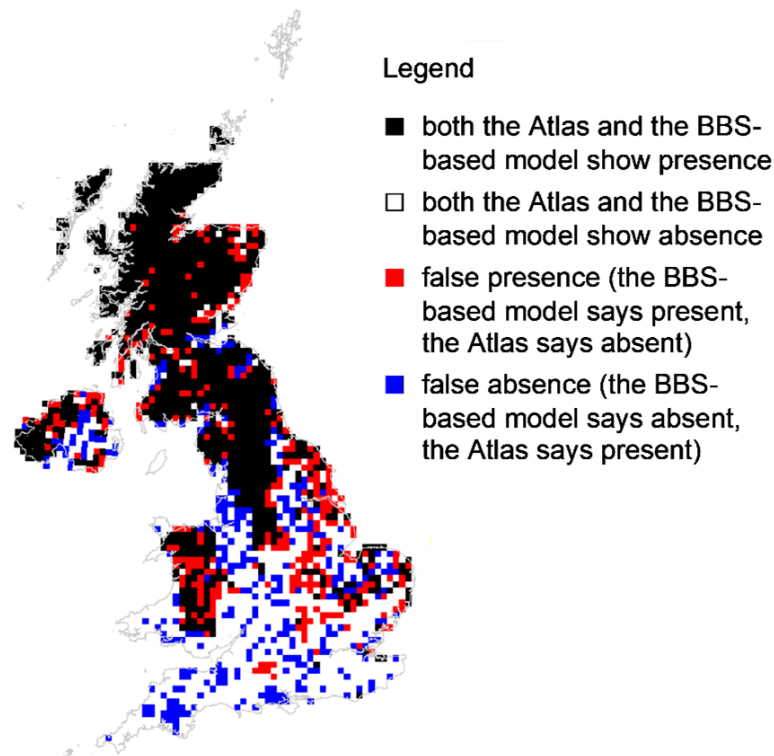 Legend
both the Atlas and the BBS-
based model show presence
both the Atlas and the BBS-
based model show absence
false presence (the BBS-
based model says present,
the Atlas says absent)
false absence (the BBS-
based model says absent,
the Atlas says present)